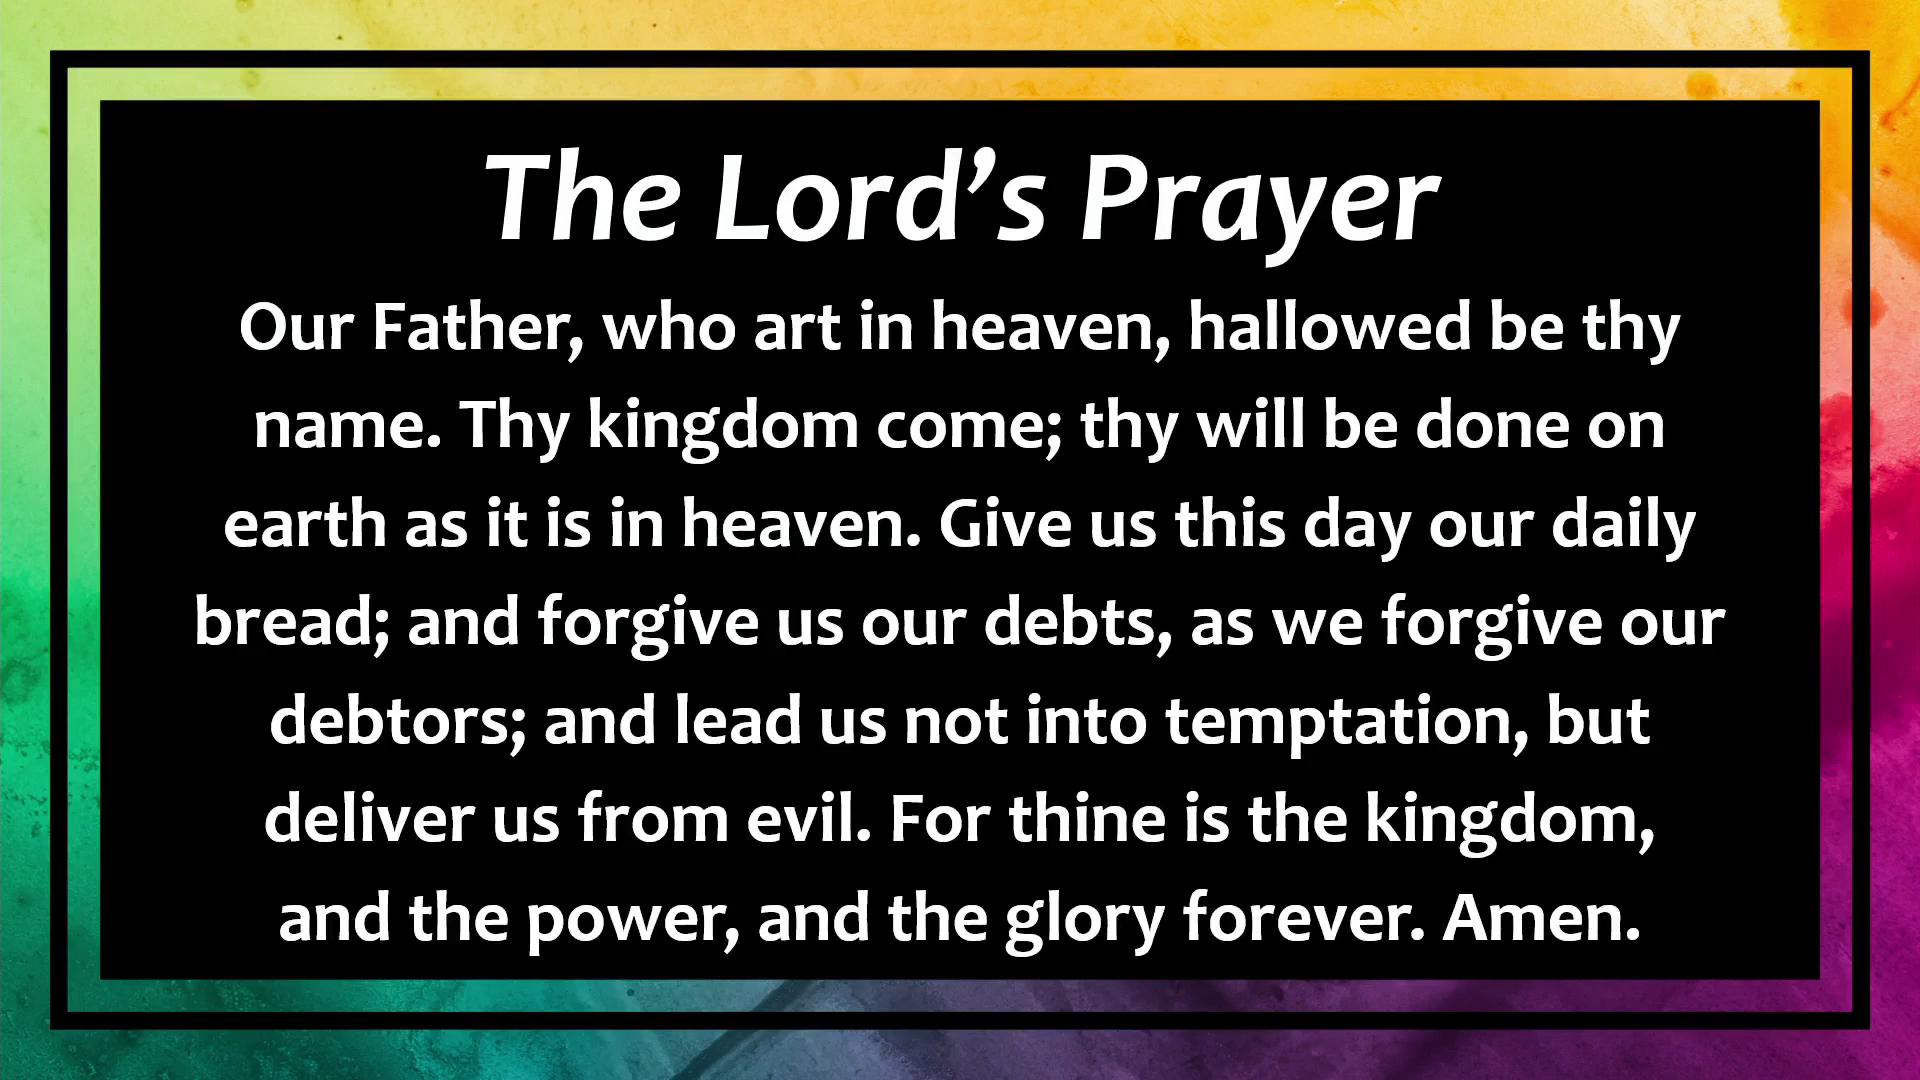 The Lord’s Prayer
Our Father, who art in heaven, hallowed be thy
name. Thy kingdom come; thy will be done on
earth as it is in heaven. Give us this day our daily
bread; and forgive us our debts, as we forgive our
debtors; and lead us not into temptation, but
deliver us from evil. For thine is the kingdom,
and the power, and the glory forever. Amen.